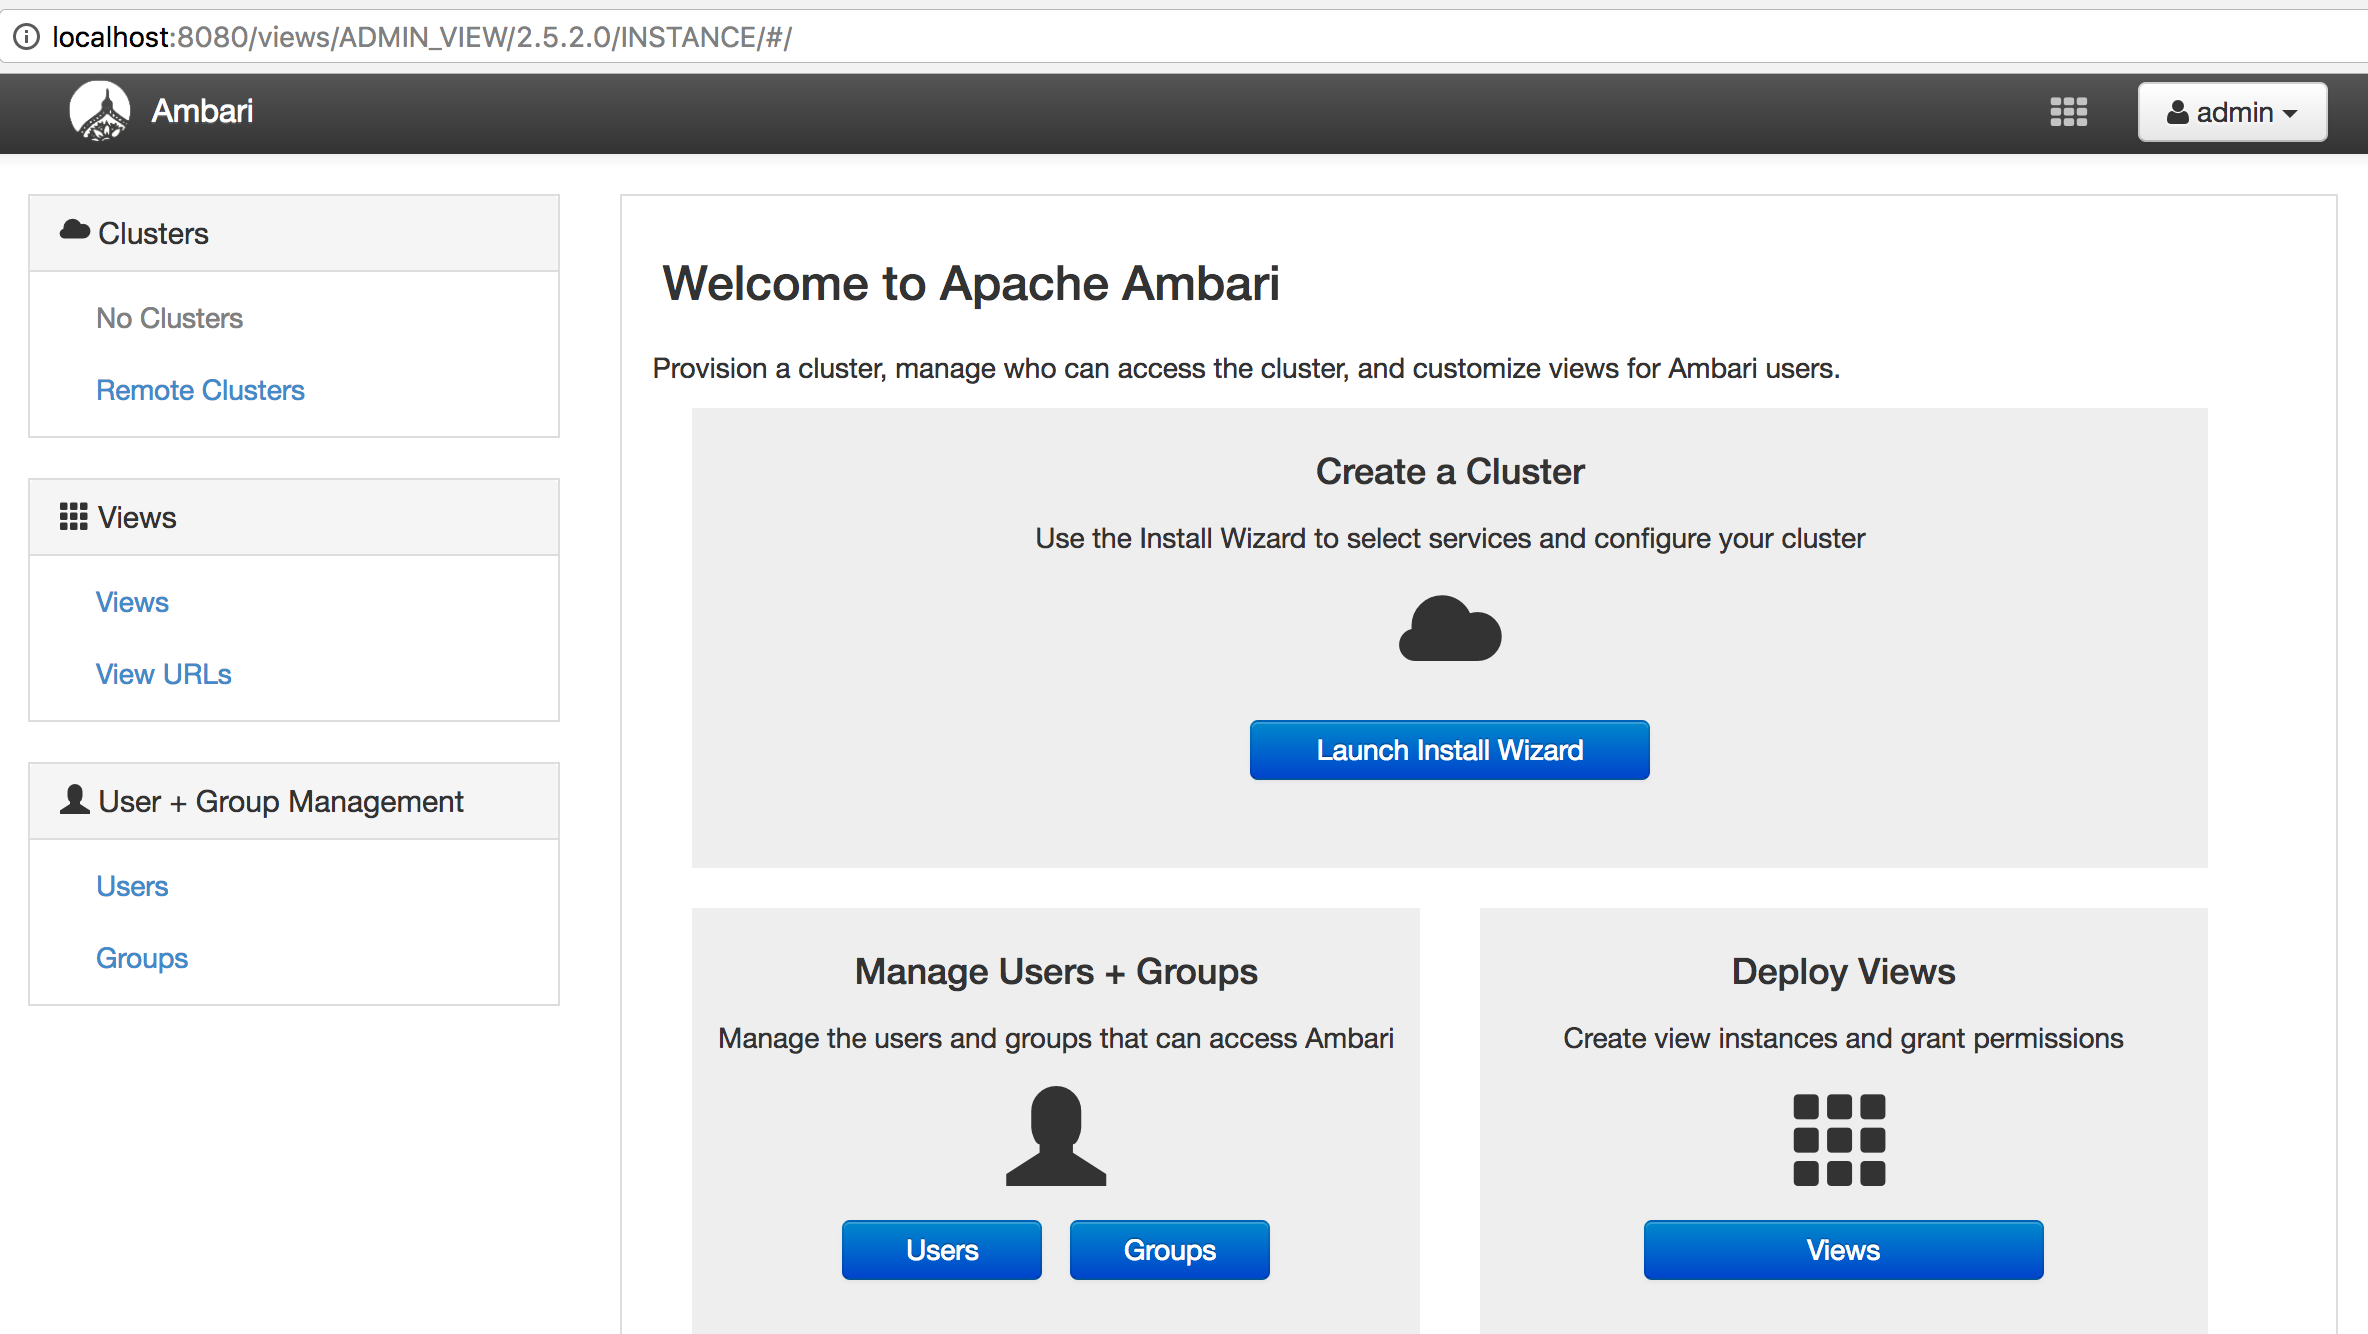 localhost:8080/views/ADMIN_VIEW/2.5.2.0/INSTANCE/#/
Ambari
admin
Clusters
No Clusters
Remote Clusters
Views
Views
View URLs
User + Group Management
Users
Groups
Welcome to Apache Ambari
Provision a cluster, manage who can access the cluster, and customize views for Ambari users.
Create a Cluster
Use the Install Wizard to select services and configure your cluster
Launch Install Wizard
Manage Users + Groups
Manage the users and groups that can access Ambari
Users
Groups
Deploy Views
Create view instances and grant permissions
Views